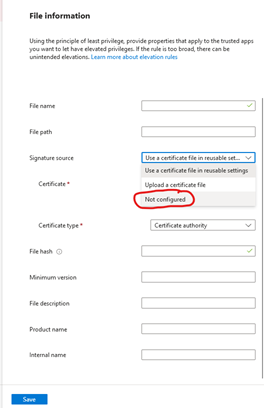 File information
Using the principle of least privilege, provide properties that apply to the trusted apps
you want to let have elevated privileges. If the rule is too broad, there can be
unintended elevations. Learn more about elevation rules
File name
File path
Signature source
Use a certificate file in reusable set...
Use a certificate file in reusable settings
Upload a certificate file
Certificate *
Not configured
Certificate type *
Certificate authority
File hash
Minimum version
File description
Product name
Internal name
Save